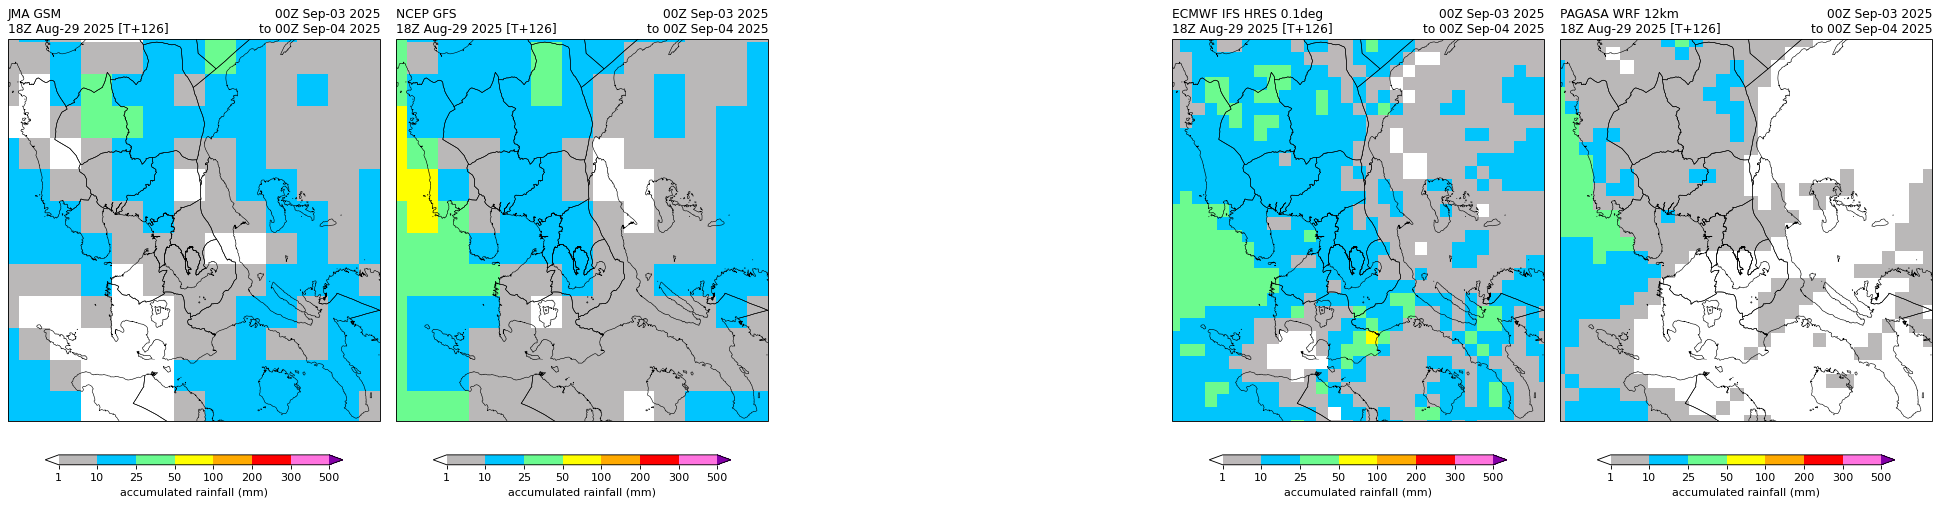 JMA GSM 00Z Sep-03 2025
18Z Aug-29 2025 [T+126] to 00Z Sep-04 2025
1 10 25 50 100 200 300 500
accumulated rainfall (mm)
NCEP GFS 00Z Sep-03 2025
18Z Aug-29 2025 [T+126] to 00Z Sep-04 2025
1 10 25 50 100 200 300 500
accumulated rainfall (mm)
ECMWF IFS HRES 0.1deg 00Z Sep-03 2025
18Z Aug-29 2025 [T+126] to 00Z Sep-04 2025
1 10 25 50 100 200 300 500
accumulated rainfall (mm)
PAGASA WRF 12km 00Z Sep-03 2025
18Z Aug-29 2025 [T+126] to 00Z Sep-04 2025
1 10 25 50 100 200 300 500
accumulated rainfall (mm)